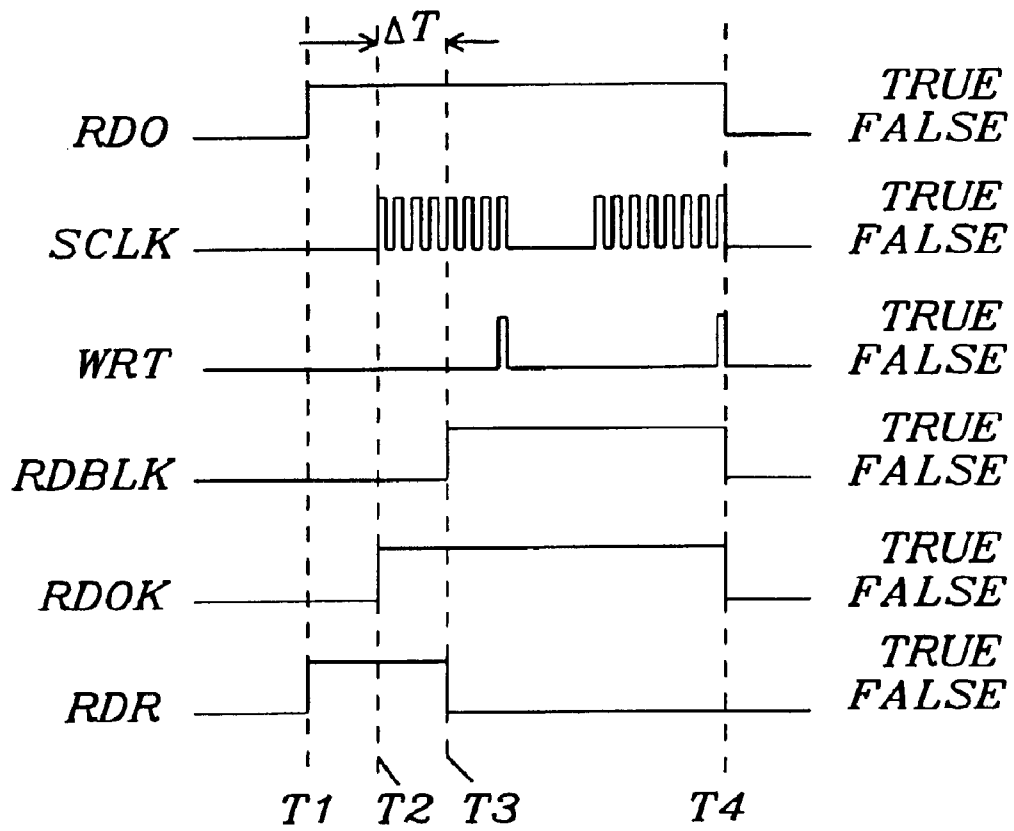 ΔT
RDO TRUE FALSE
SCLK TRUE FALSE
WRT TRUE FALSE
RDBLK TRUE FALSE
RDOK TRUE FALSE
RDR TRUE FALSE
T1 T2 T3 T4